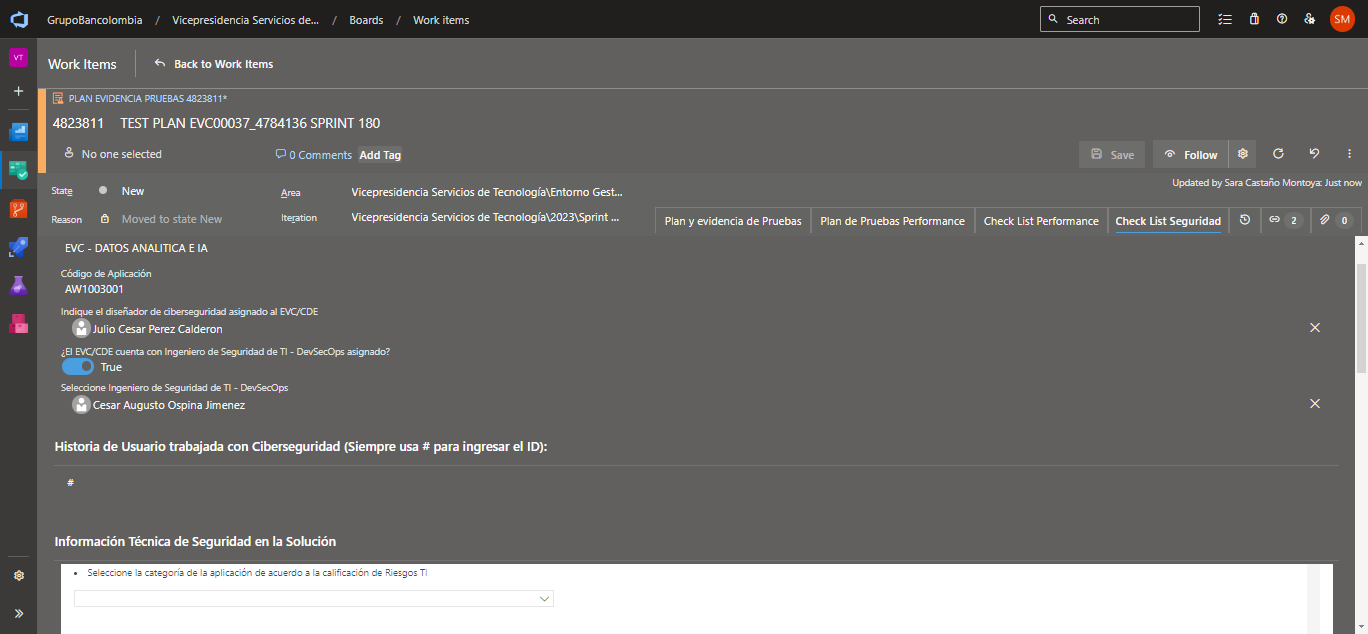 GrupoBancolombia / Vicepresidencia Servicios de... / Boards / Work items
Search
SM
VT
Work Items
Back to Work Items
PLAN EVIDENCIA PRUEBAS 4823811*
4823811 TEST PLAN EVC00037_4784136 SPRINT 180
No one selected
0 Comments
Add Tag
Save
Follow
Updated by Sara Castaño Montoya: Just now
State New
Area Vicepresidencia Servicios de Tecnología\Entorno Gest...
Reason Moved to state New
Iteration Vicepresidencia Servicios de Tecnología\2023\Sprint ...
Plan y evidencia de Pruebas
Plan de Pruebas Performance
Check List Performance
Check List Seguridad
2
0
EVC - DATOS ANALITICA E IA
Código de Aplicación
AW1003001
Indique el diseñador de ciberseguridad asignado al EVC/CDE
Julio Cesar Perez Calderon
¿El EVC/CDE cuenta con Ingeniero de Seguridad de TI - DevSecOps asignado?
True
Seleccione Ingeniero de Seguridad de TI - DevSecOps
Cesar Augusto Ospina Jimenez
Historia de Usuario trabajada con Ciberseguridad (Siempre usa # para ingresar el ID):
#
Información Técnica de Seguridad en la Solución
• Seleccione la categoría de la aplicación de acuerdo a la calificación de Riesgos TI